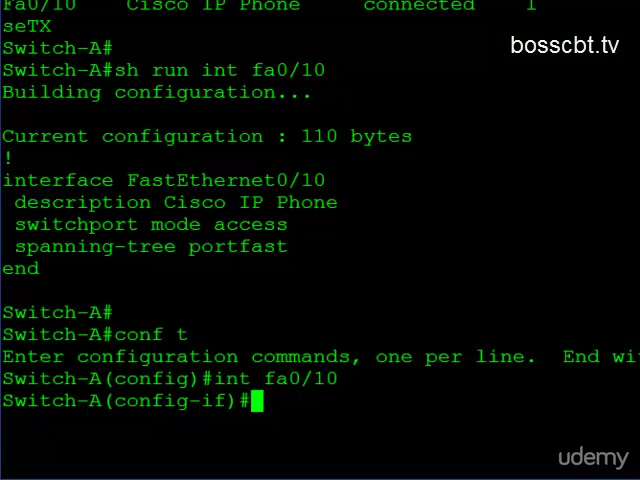 Fa0/10    Cisco IP Phone     connected    1
seTX
Switch-A#
Switch-A#sh run int fa0/10
Building configuration...
Current configuration : 110 bytes
!
interface FastEthernet0/10
 description Cisco IP Phone
 switchport mode access
 spanning-tree portfast
end
Switch-A#
Switch-A#conf t
Enter configuration commands, one per line.  End wi
Switch-A(config)#int fa0/10
Switch-A(config-if)#
bosscbt.tv
udemy